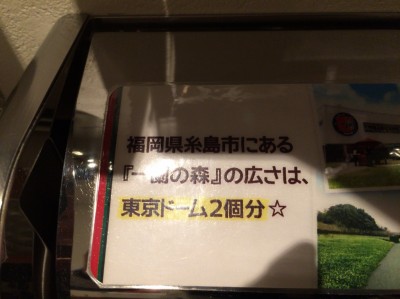 福岡県糸島市にある
『一蘭の森』の広さは、
東京ドーム2個分☆